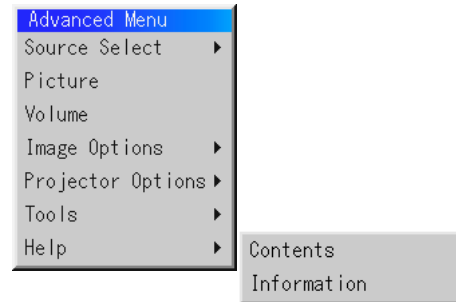 Advanced Menu
Source Select
Picture
Volume
Image Options
Projector Options
Tools
Help
Contents
Information